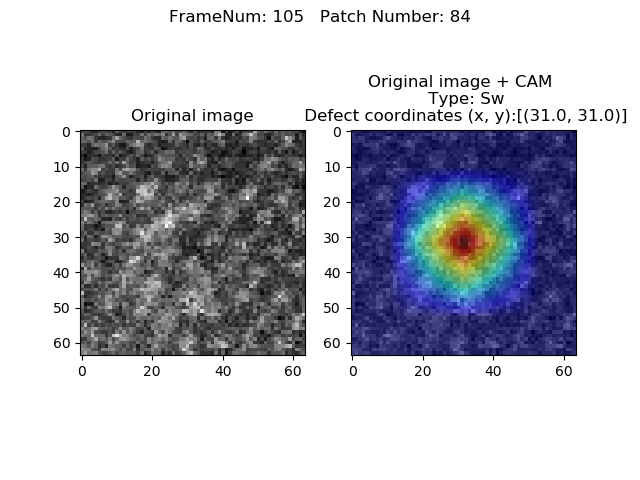 FrameNum: 105   Patch Number: 84
Original image
Original image + CAM
Type: Sw
Defect coordinates (x, y):[(31.0, 31.0)]
0
10
20
30
40
50
60
0 20 40 60
0
10
20
30
40
50
60
0 20 40 60